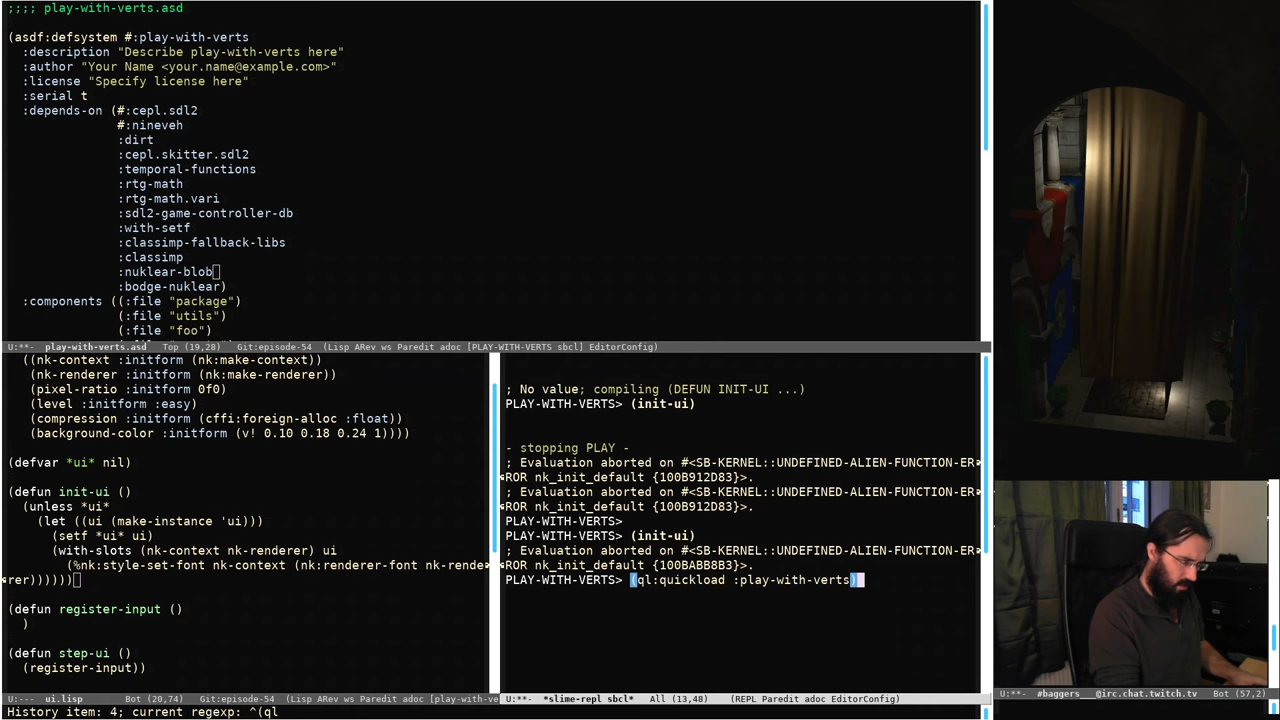 ;;;; play-with-verts.asd
(asdf:defsystem #:play-with-verts
  :description "Describe play-with-verts here"
  :author "Your Name <your.name@example.com>"
  :license "Specify license here"
  :serial t
  :depends-on (#:cepl.sdl2
               #:nineveh
               :dirt
               :cepl.skitter.sdl2
               :temporal-functions
               :rtg-math
               :rtg-math.vari
               :sdl2-game-controller-db
               :with-setf
               :classimp-fallback-libs
               :classimp
               :nuklear-blob
               :bodge-nuklear)
  :components ((:file "package")
               (:file "utils")
               (:file "foo")
U:**-  play-with-verts.asd   Top (19,28)   Git:episode-54  (Lisp ARev ws Paredit adoc [PLAY-WITH-VERTS sbcl] EditorConfig)
  ((nk-context :initform (nk:make-context))
   (nk-renderer :initform (nk:make-renderer))
   (pixel-ratio :initform 0f0)
   (level :initform :easy)
   (compression :initform (cffi:foreign-alloc :float))
   (background-color :initform (v! 0.10 0.18 0.24 1))))
(defvar *ui* nil)
(defun init-ui ()
  (unless *ui*
    (let ((ui (make-instance 'ui)))
      (setf *ui* ui)
      (with-slots (nk-context nk-renderer) ui
        (%nk:style-set-font nk-context (nk:renderer-font nk-rende
rer))))))
(defun register-input ()
  )
(defun step-ui ()
  (register-input))
U:---  ui.lisp        Bot (20,74)    Git:episode-54  (Lisp ARev ws Paredit adoc [play-with-ve
; No value; compiling (DEFUN INIT-UI ...)
PLAY-WITH-VERTS> (init-ui)
- stopping PLAY -
; Evaluation aborted on #<SB-KERNEL::UNDEFINED-ALIEN-FUNCTION-ER
ROR nk_init_default {100B912D83}>.
; Evaluation aborted on #<SB-KERNEL::UNDEFINED-ALIEN-FUNCTION-ER
ROR nk_init_default {100B912D83}>.
PLAY-WITH-VERTS>
PLAY-WITH-VERTS> (init-ui)
; Evaluation aborted on #<SB-KERNEL::UNDEFINED-ALIEN-FUNCTION-ER
ROR nk_init_default {100BABB8B3}>.
PLAY-WITH-VERTS> (ql:quickload :play-with-verts)
U:**-  *slime-repl sbcl*   All (13,48)    (REPL Paredit adoc EditorConfig)
U:**-  #baggers___@irc.chat.twitch.tv   Bot (57,2)
History item: 4; current regexp: ^(ql